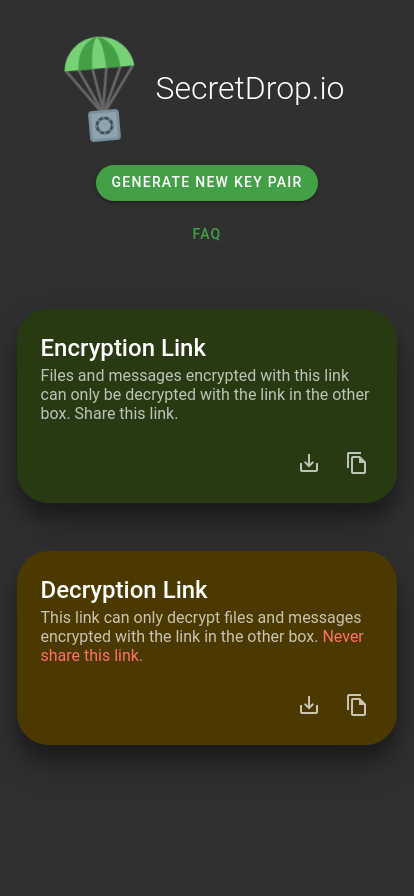 SecretDrop.io
GENERATE NEW KEY PAIR
FAQ
Encryption Link
Files and messages encrypted with this link
can only be decrypted with the link in the other
box. Share this link.
Decryption Link
This link can only decrypt files and messages
encrypted with the link in the other box. Never
share this link.